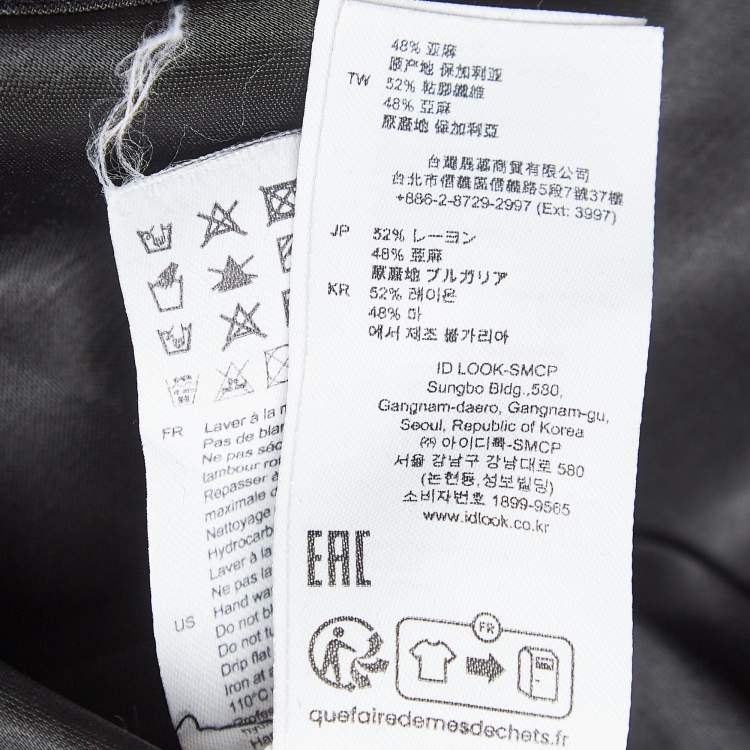 48% 亚麻
原产地 保加利亚
TW 52% 粘膠纖維
48% 亞麻
原產地 保加利亞
台灣晟華商貿有限公司
台北市信義區信義路5段7號37樓
+886-2-8729-2997 (Ext: 3997)
JP 52% レーヨン
48% 亞麻
原産地 ブルガリア
KR 52% 레이온
48% 마
에서 제조 불가리아
ID LOOK-SMCP
Sungbo Bldg.,580,
Gangnam-daero, Gangnam-gu,
Seoul, Republic of Korea
㈜ 아이디룩-SMCP
서울 강남구 강남대로 580
(논현동,성보빌딩)
소비자번호 1899-9565
www.idlook.co.kr
EAC
FR
quefairedemesdechets.fr
FR Laver à la m
Pas de blan
Ne pas séc
tambour ro
Repasser à
maximale d
Nettoyage
Hydrocarb
Laver à la
Ne pas la
US Hand wa
Do not bl
Do not tu
Drip flat
Iron at a
110°C